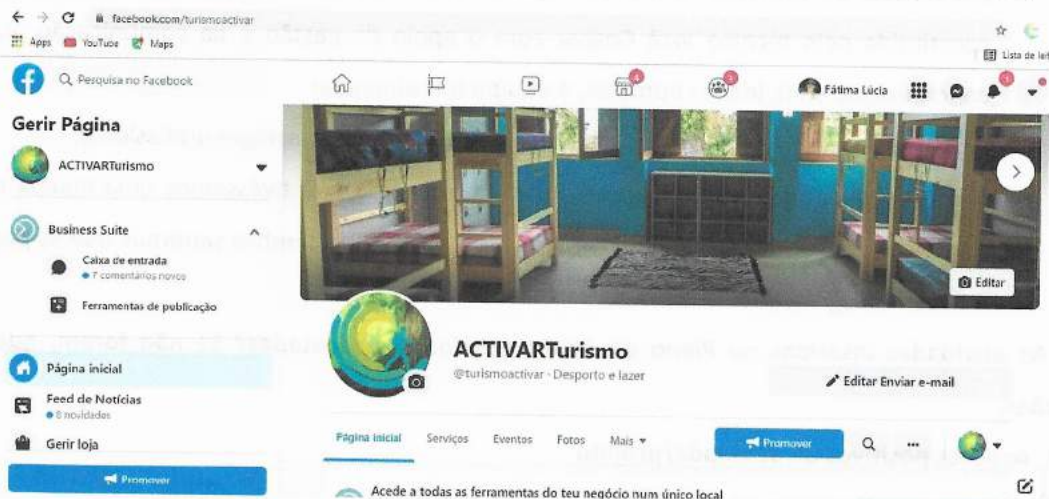 facebook.com/turismoactivar
Apps YouTube Maps
Lista de lei
Pesquisa no Facebook
4 3 Fátima Lúcia 1
Gerir Página
ACTIVARTurismo
Business Suite
Caixa de entrada
7 comentários novos
Ferramentas de publicação
Editar
Página inicial
Feed de Notícias
8 novidades
Gerir loja
Promover
ACTIVARTurismo
@turismoactivar · Desporto e lazer
Editar Enviar e-mail
Página inicial Serviços Eventos Fotos Mais
Promover
Acede a todas as ferramentas do teu negócio num único local